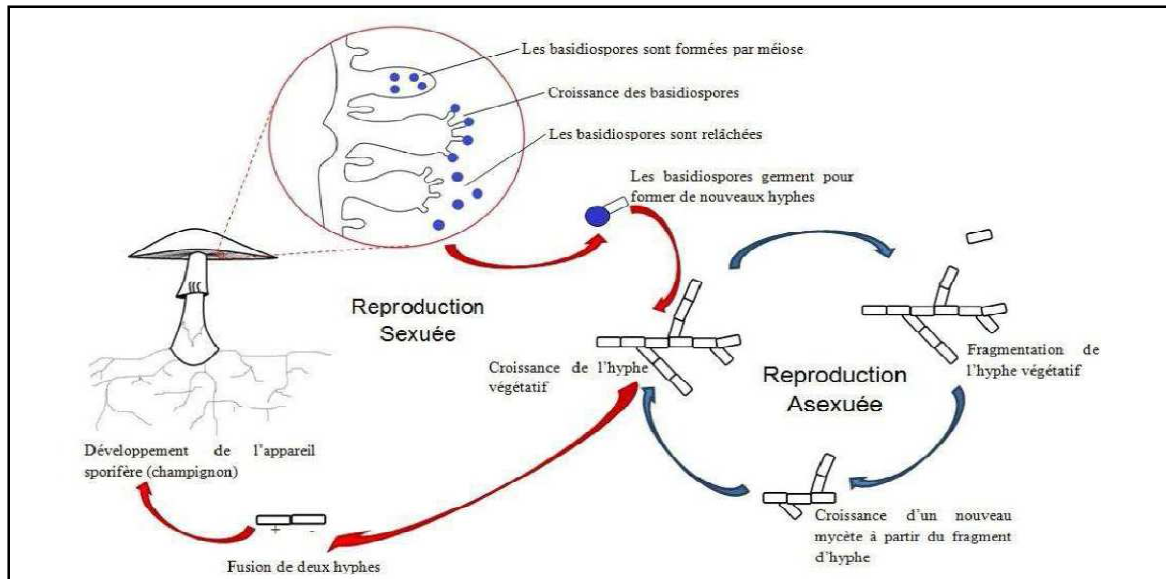 Les basidiospores sont formées par méiose
Croissance des basidiospores
Les basidiospores sont relâchées
Les basidiospores germent pour
former de nouveaux hyphes
Reproduction
Sexuée
Croissance de l'hyphe
végétatif
Reproduction
Asexuée
Fragmentation de
l'hyphe végétatif
Développement de l'appareil
sporifère (champignon)
+ -
Fusion de deux hyphes
Croissance d'un nouveau
mycète à partir du fragment
d'hyphe